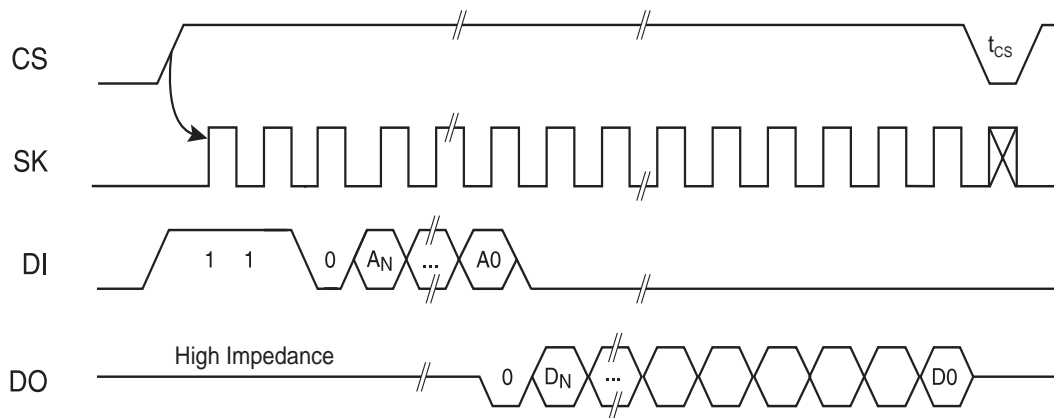 CS
t_CS
SK
DI
1 1 0 A_N ... A0
High Impedance
DO
0 D_N ... D0